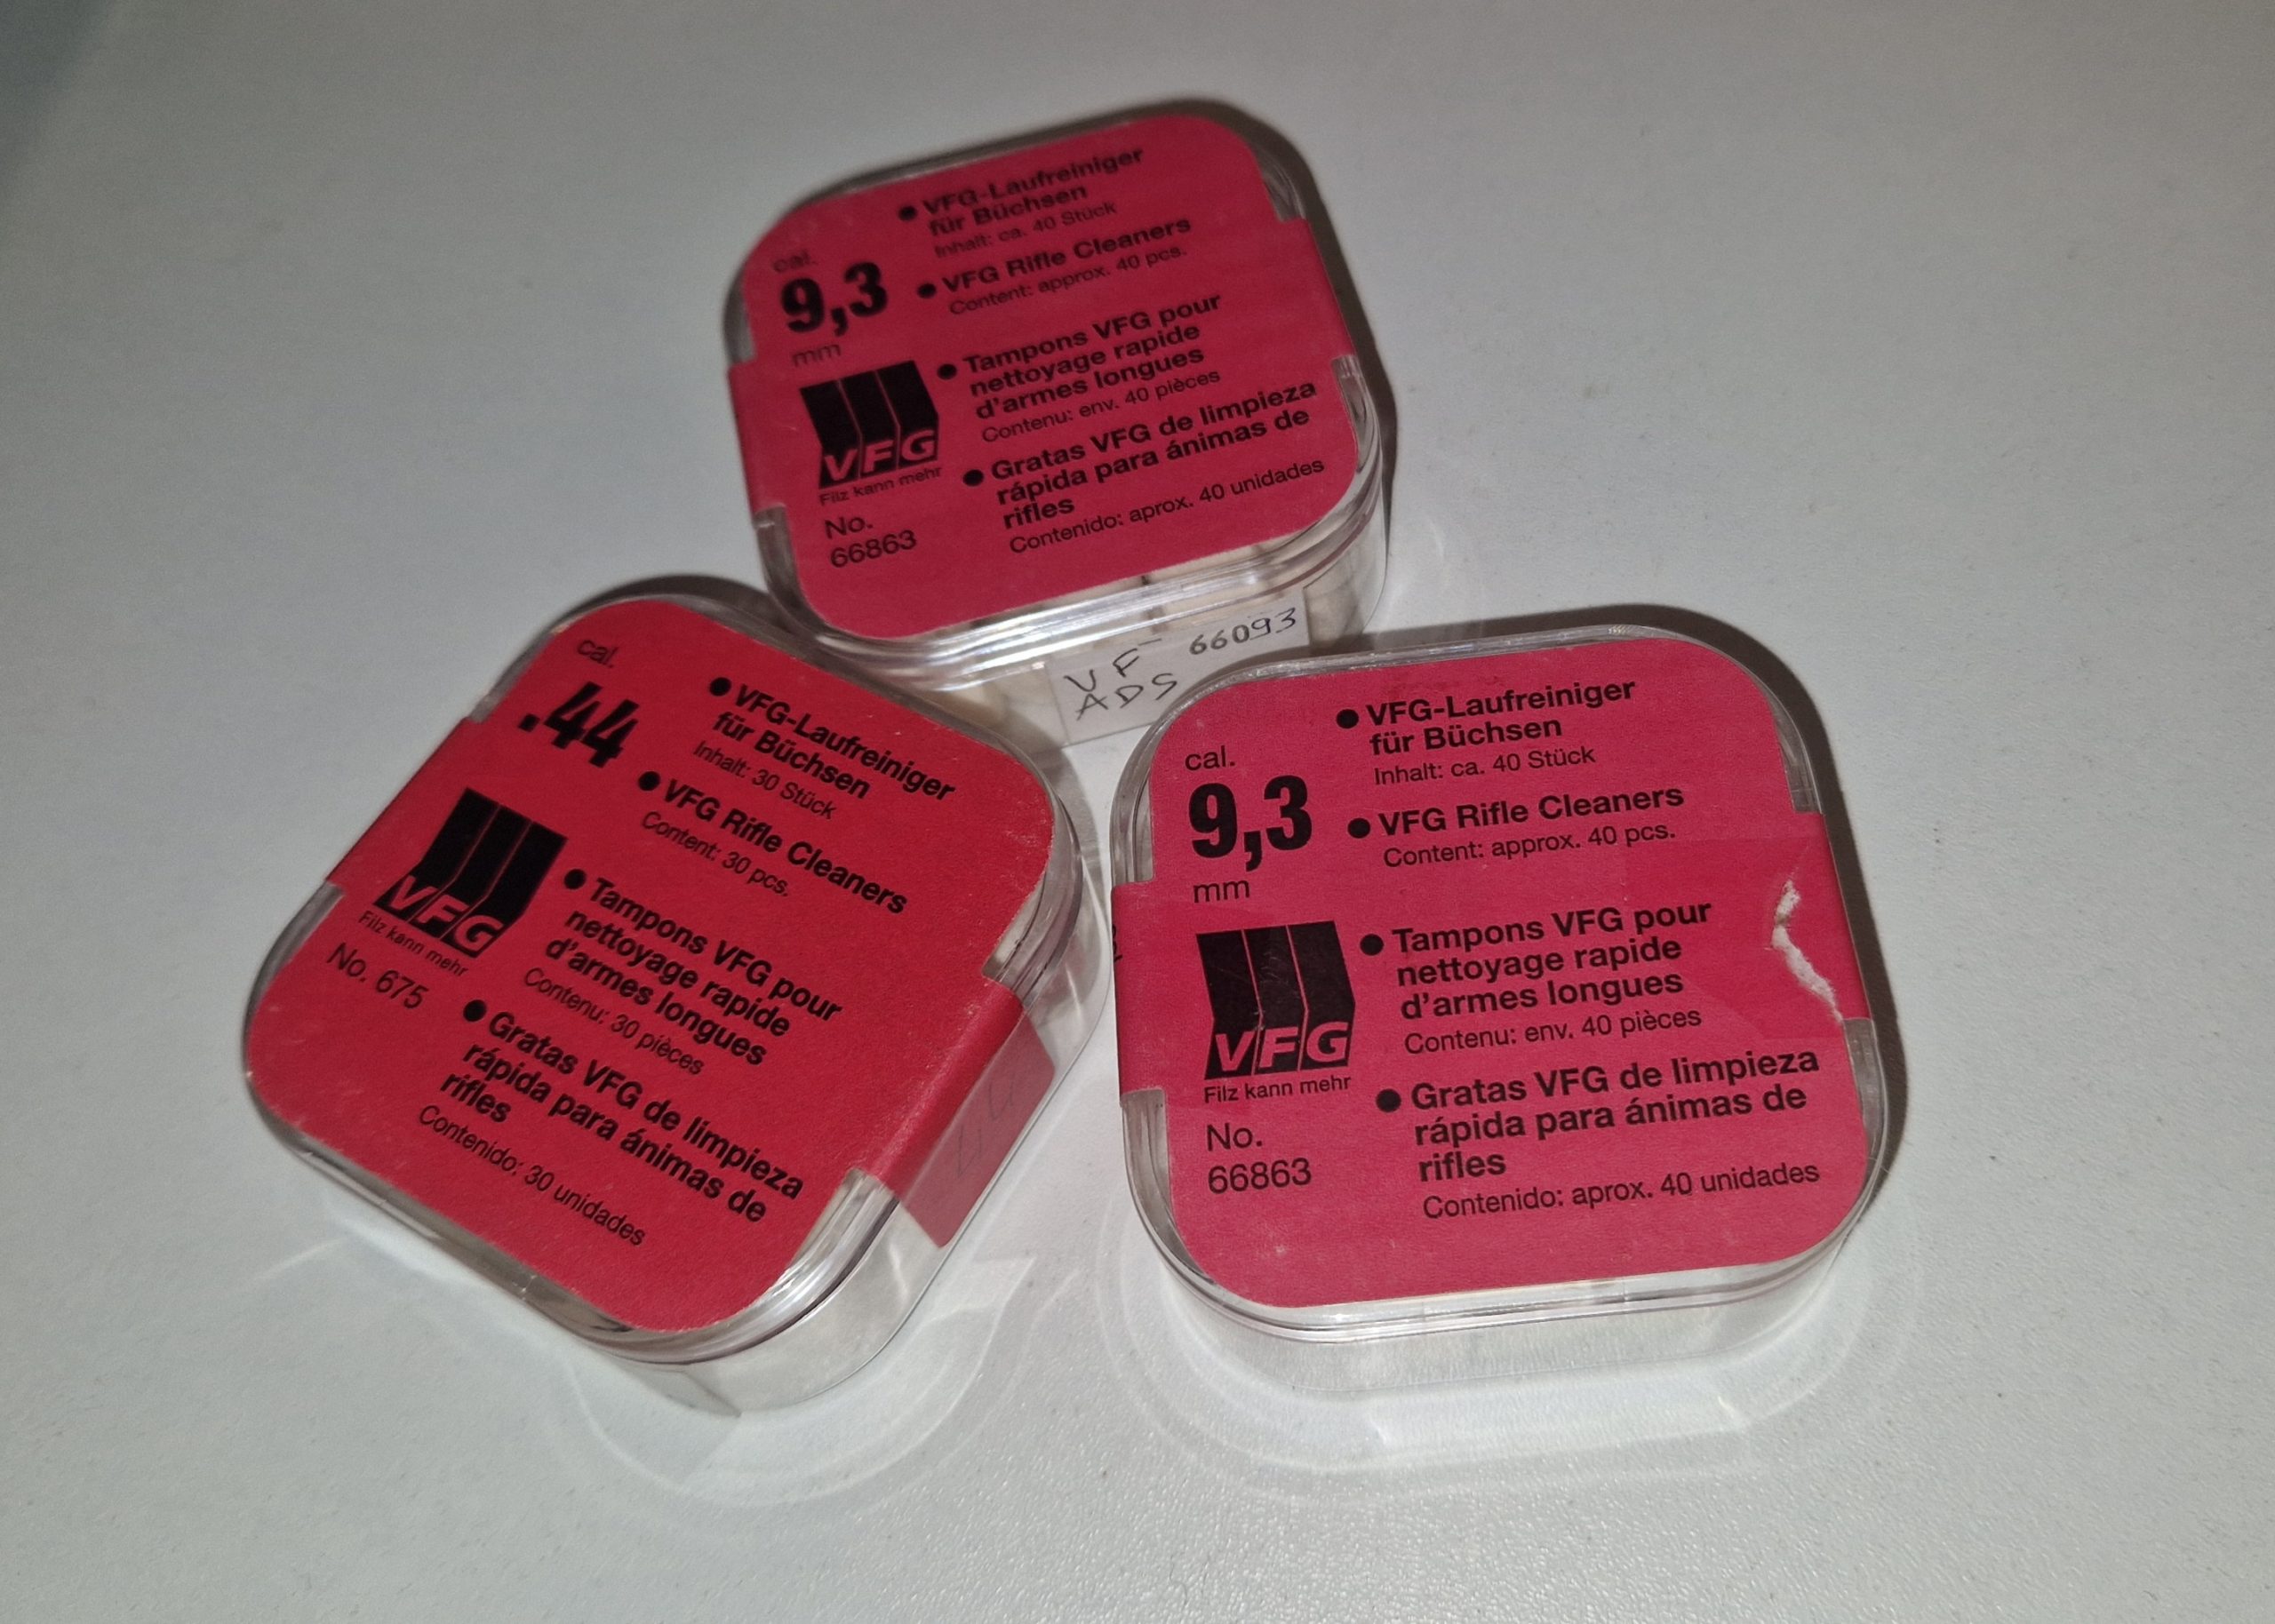 cal.
9,3
mm
VFG
Filz kann mehr
No.
66863
● VFG-Laufreiniger
für Büchsen
Inhalt: ca. 40 Stück
● VFG Rifle Cleaners
Content: approx. 40 pcs.
● Tampons VFG pour
nettoyage rapide
d'armes longues
Contenu: env. 40 pièces
● Gratas VFG de limpieza
rápida para ánimas de
rifles
Contenido: aprox. 40 unidades
VF 66093
ADS
cal.
.44
VFG
Filz kann mehr
No. 675
● VFG-Laufreiniger
für Büchsen
Inhalt: 30 Stück
● VFG Rifle Cleaners
Content: 30 pcs.
● Tampons VFG pour
nettoyage rapide
d'armes longues
Contenu: 30 pièces
● Gratas VFG de limpieza
rápida para ánimas de
rifles
Contenido: 30 unidades
cal.
9,3
mm
VFG
Filz kann mehr
No.
66863
● VFG-Laufreiniger
für Büchsen
Inhalt: ca. 40 Stück
● VFG Rifle Cleaners
Content: approx. 40 pcs.
● Tampons VFG pour
nettoyage rapide
d'armes longues
Contenu: env. 40 pièces
● Gratas VFG de limpieza
rápida para ánimas de
rifles
Contenido: aprox. 40 unidades